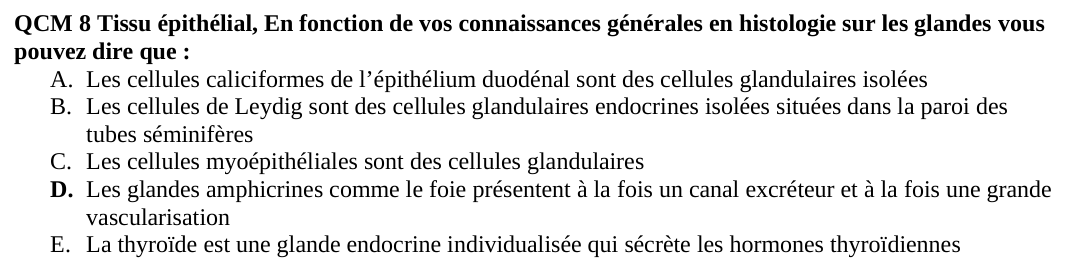 QCM 8 Tissu épithélial, En fonction de vos connaissances générales en histologie sur les glandes vous
pouvez dire que :
A. Les cellules caliciformes de l’épithélium duodénal sont des cellules glandulaires isolées
B. Les cellules de Leydig sont des cellules glandulaires endocrines isolées situées dans la paroi des
tubes séminifères
C. Les cellules myoépithéliales sont des cellules glandulaires
D. Les glandes amphicrines comme le foie présentent à la fois un canal excréteur et à la fois une grande
vascularisation
E. La thyroïde est une glande endocrine individualisée qui sécrète les hormones thyroïdiennes